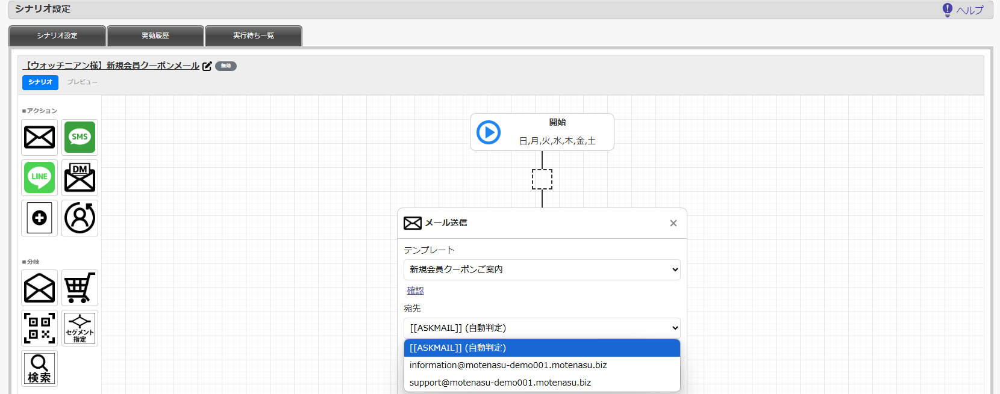 シナリオ設定
ヘルプ
シナリオ設定
発動履歴
実行待ち一覧
【ウォッチニアン様】新規会員クーポンメール
無効
シナリオ
プレビュー
■アクション
SMS
LINE
DM
■分岐
セグメント
指定
検索
開始
日,月,火,水,木,金,土
メール送信
テンプレート
新規会員クーポンご案内
確認
宛先
[[ASKMAIL]] (自動判定)
[[ASKMAIL]] (自動判定)
information@motenasu-demo001.motenasu.biz
support@motenasu-demo001.motenasu.biz